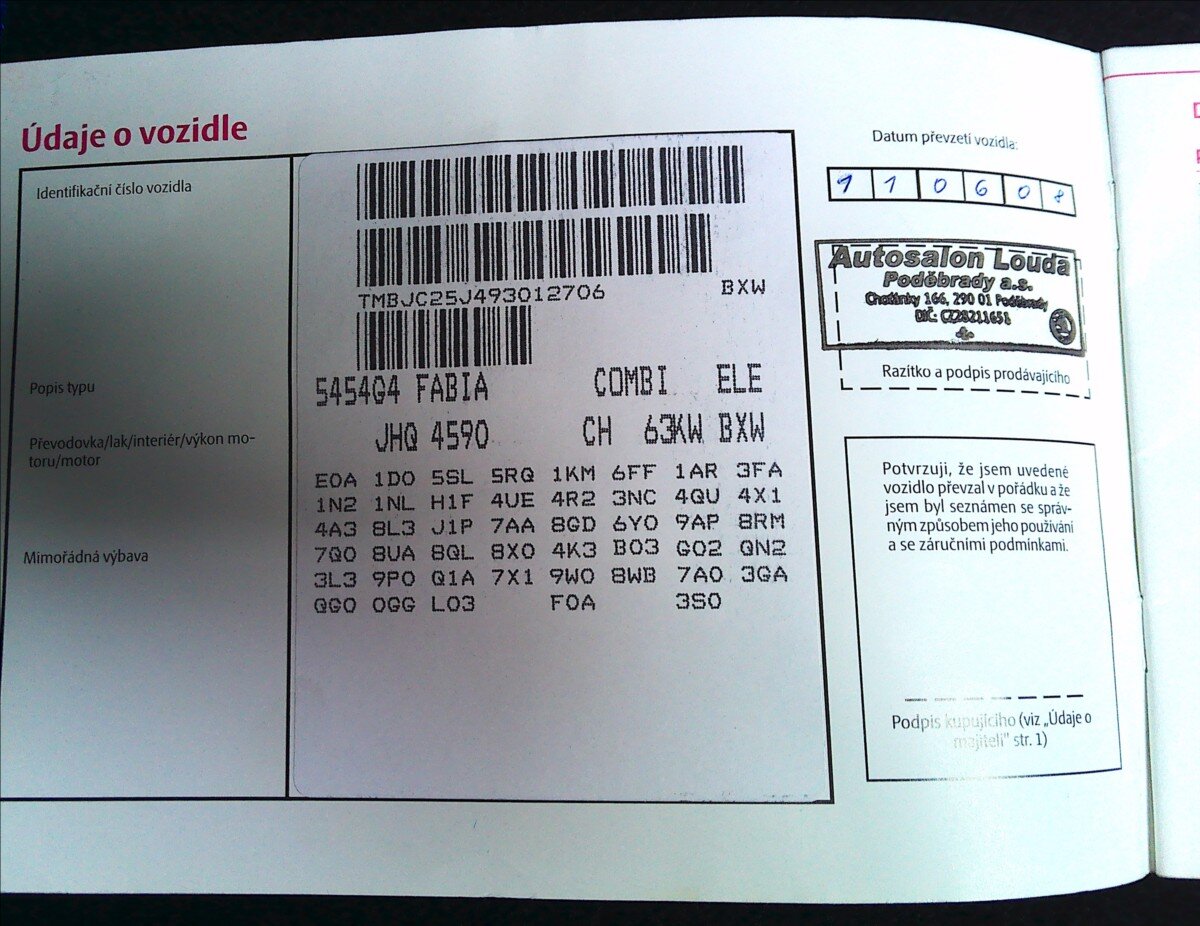 Údaje o vozidle
Identifikační číslo vozidla
TMBJC25J493012706 BXW
Popis typu
5454G4 FABIA COMBI ELE
Převodovka/lak/interiér/výkon mo-
toru/motor
JHQ 4590 CH 63KW BXW
Mimořádná výbava
E0A 1D0 5SL 5RQ 1KM 6FF 1AR 3FA
1N2 1NL H1F 4UE 4R2 3NC 4QU 4X1
4A3 8L3 J1P 7AA 8GD 6Y0 9AP 8RM
7Q0 8UA 8QL 8X0 4K3 B03 G02 QN2
3L3 9P0 Q1A 7X1 9W0 8WB 7A0 3GA
QG0 0GG L03 F0A 3S0
Datum převzetí vozidla:
110608
Autosalon Louda
Poděbrady a.s.
Choťánky 166, 290 01 Poděbrady
DIČ: CZ28211651
Razítko a podpis prodávajícího
Potvrzuji, že jsem uvedené
vozidlo převzal v pořádku a že
jsem byl seznámen se správ-
ným způsobem jeho používání
a se záručními podmínkami.
Podpis kupujícího (viz „Údaje o
majiteli" str. 1)